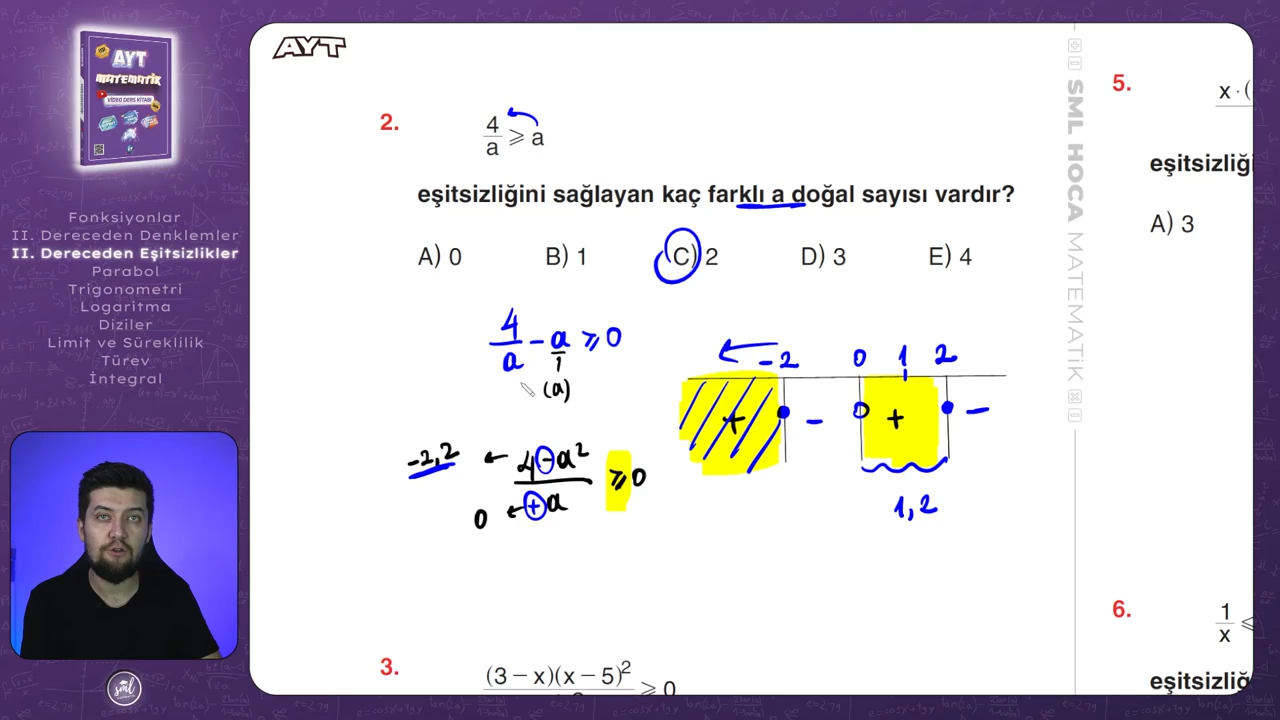 AYT
MATEMATİK
VİDEO DERS KİTABI
Fonksiyonlar
II. Dereceden Denklemler
II. Dereceden Eşitsizlikler
Parabol
Trigonometri
Logaritma
Diziler
Limit ve Süreklilik
Türev
İntegral
sml
AYT
2.
4/a ⩾ a
eşitsizliğini sağlayan kaç farklı a doğal sayısı vardır?
A) 0 B) 1 C) 2 D) 3 E) 4
4/a - a/1 ⩾ 0
(a)
-2, 2 ← 4 - a² / + a ⩾ 0
0 ←
← -2 0 1 2
+ - + -
1, 2
3.
(3 – x)(x – 5)²
⩾ 0
SML HOCA MATEMATİK
5.
x · (
eşitsizliğ
A) 3
6.
1/x ⩽
eşitsizliğ